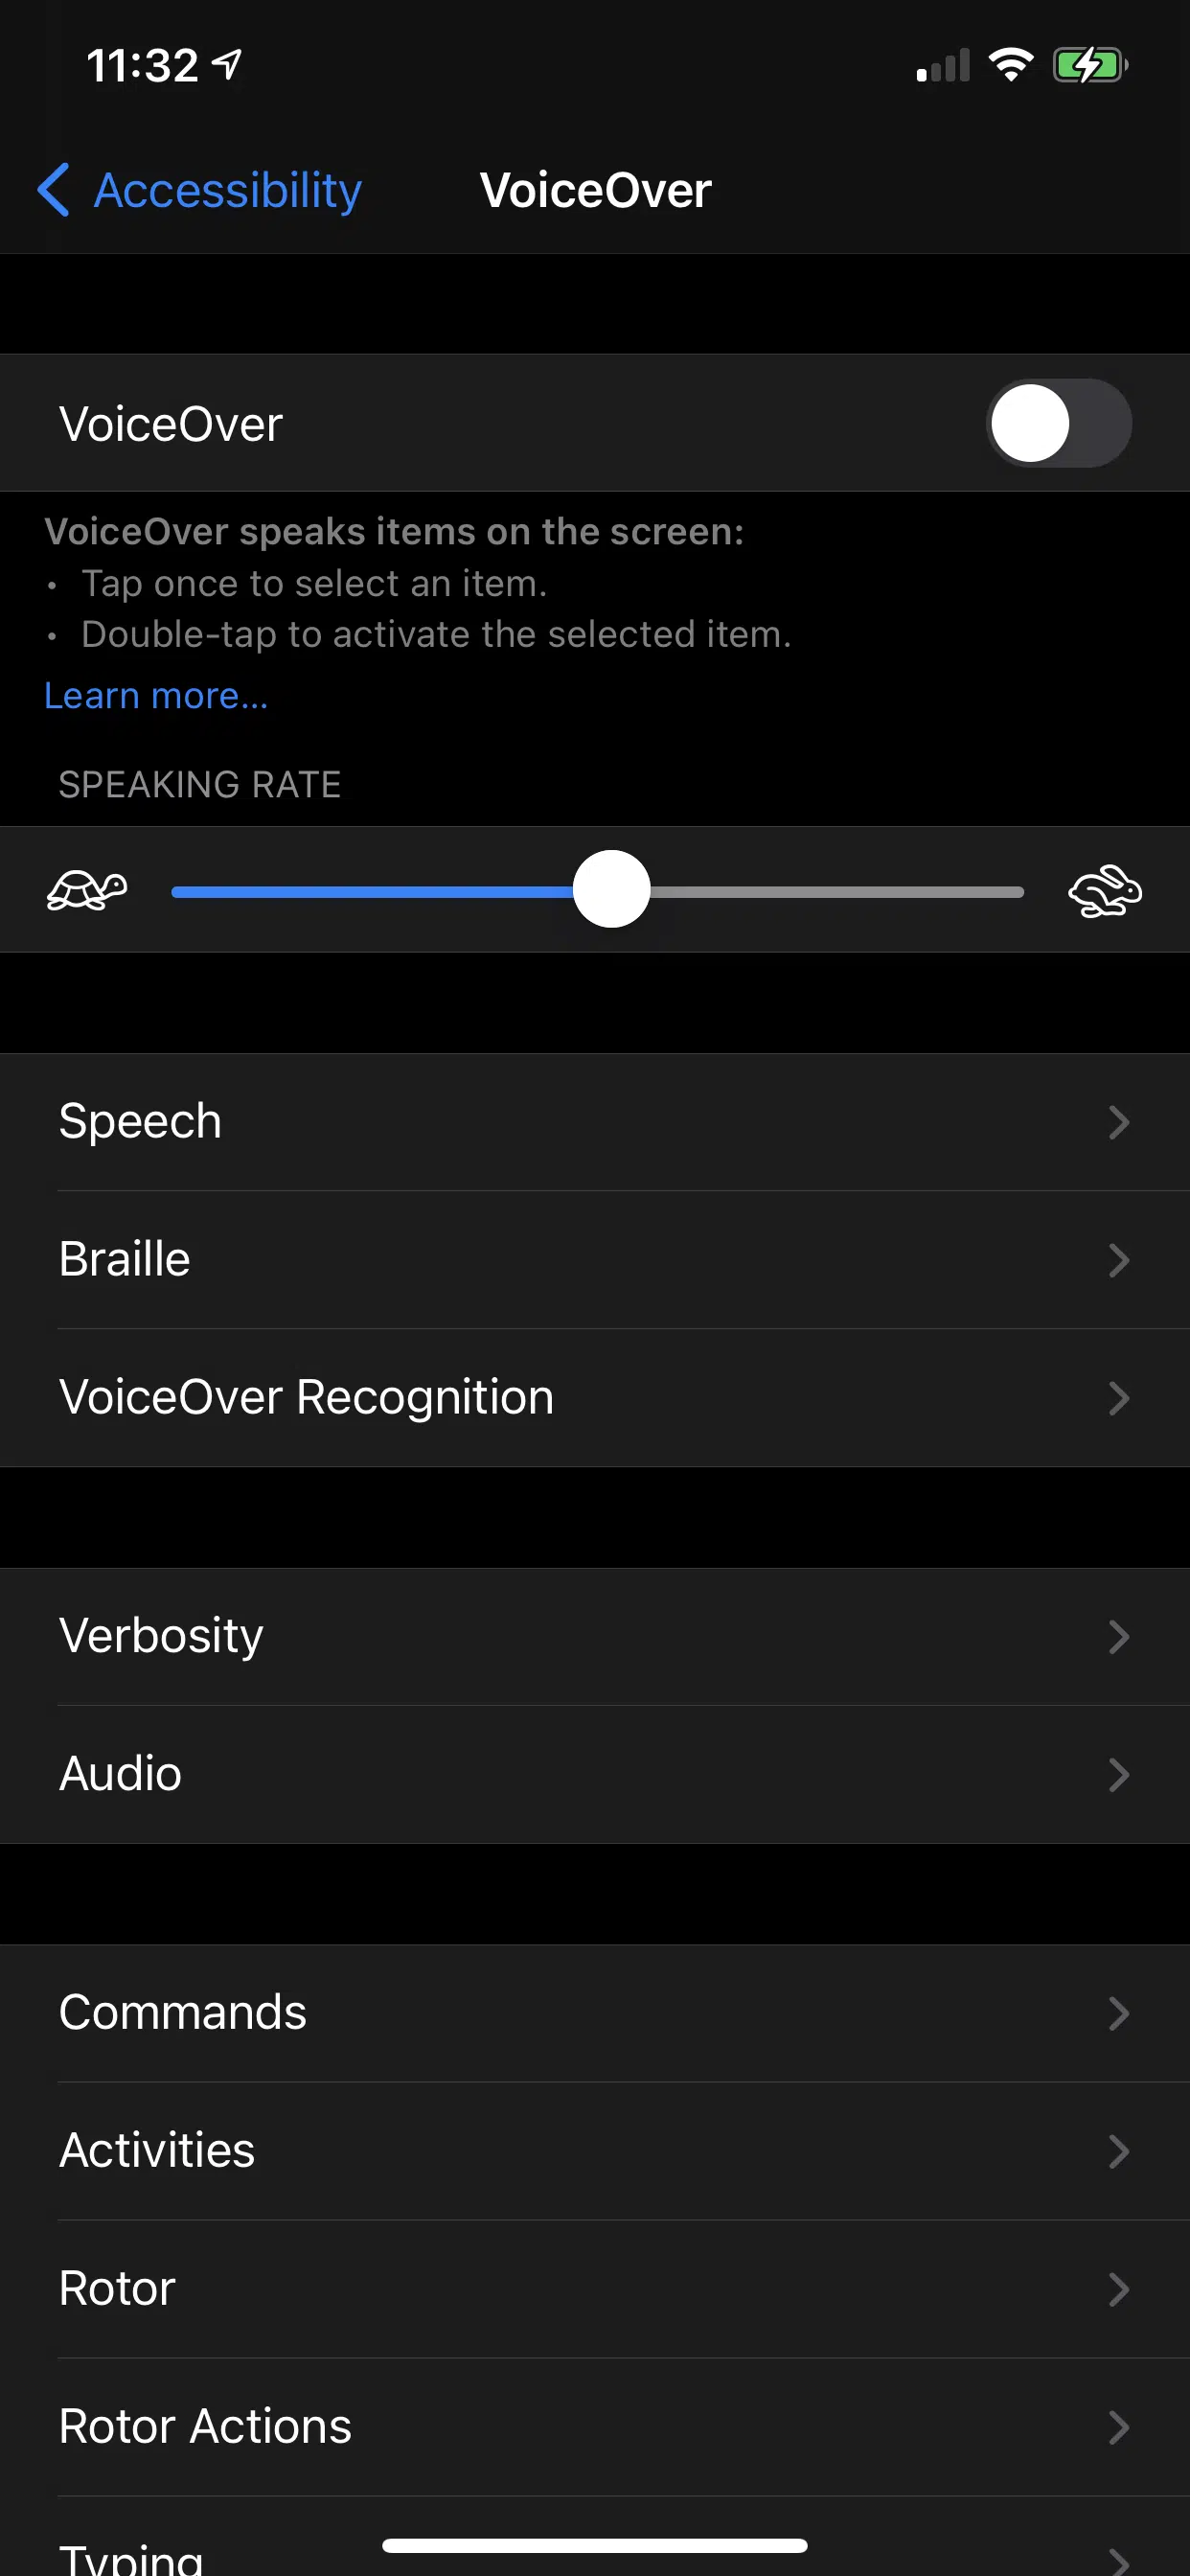 11:32
Accessibility
VoiceOver
VoiceOver
VoiceOver speaks items on the screen:
• Tap once to select an item.
• Double-tap to activate the selected item.
Learn more...
SPEAKING RATE
Speech
Braille
VoiceOver Recognition
Verbosity
Audio
Commands
Activities
Rotor
Rotor Actions
Typing